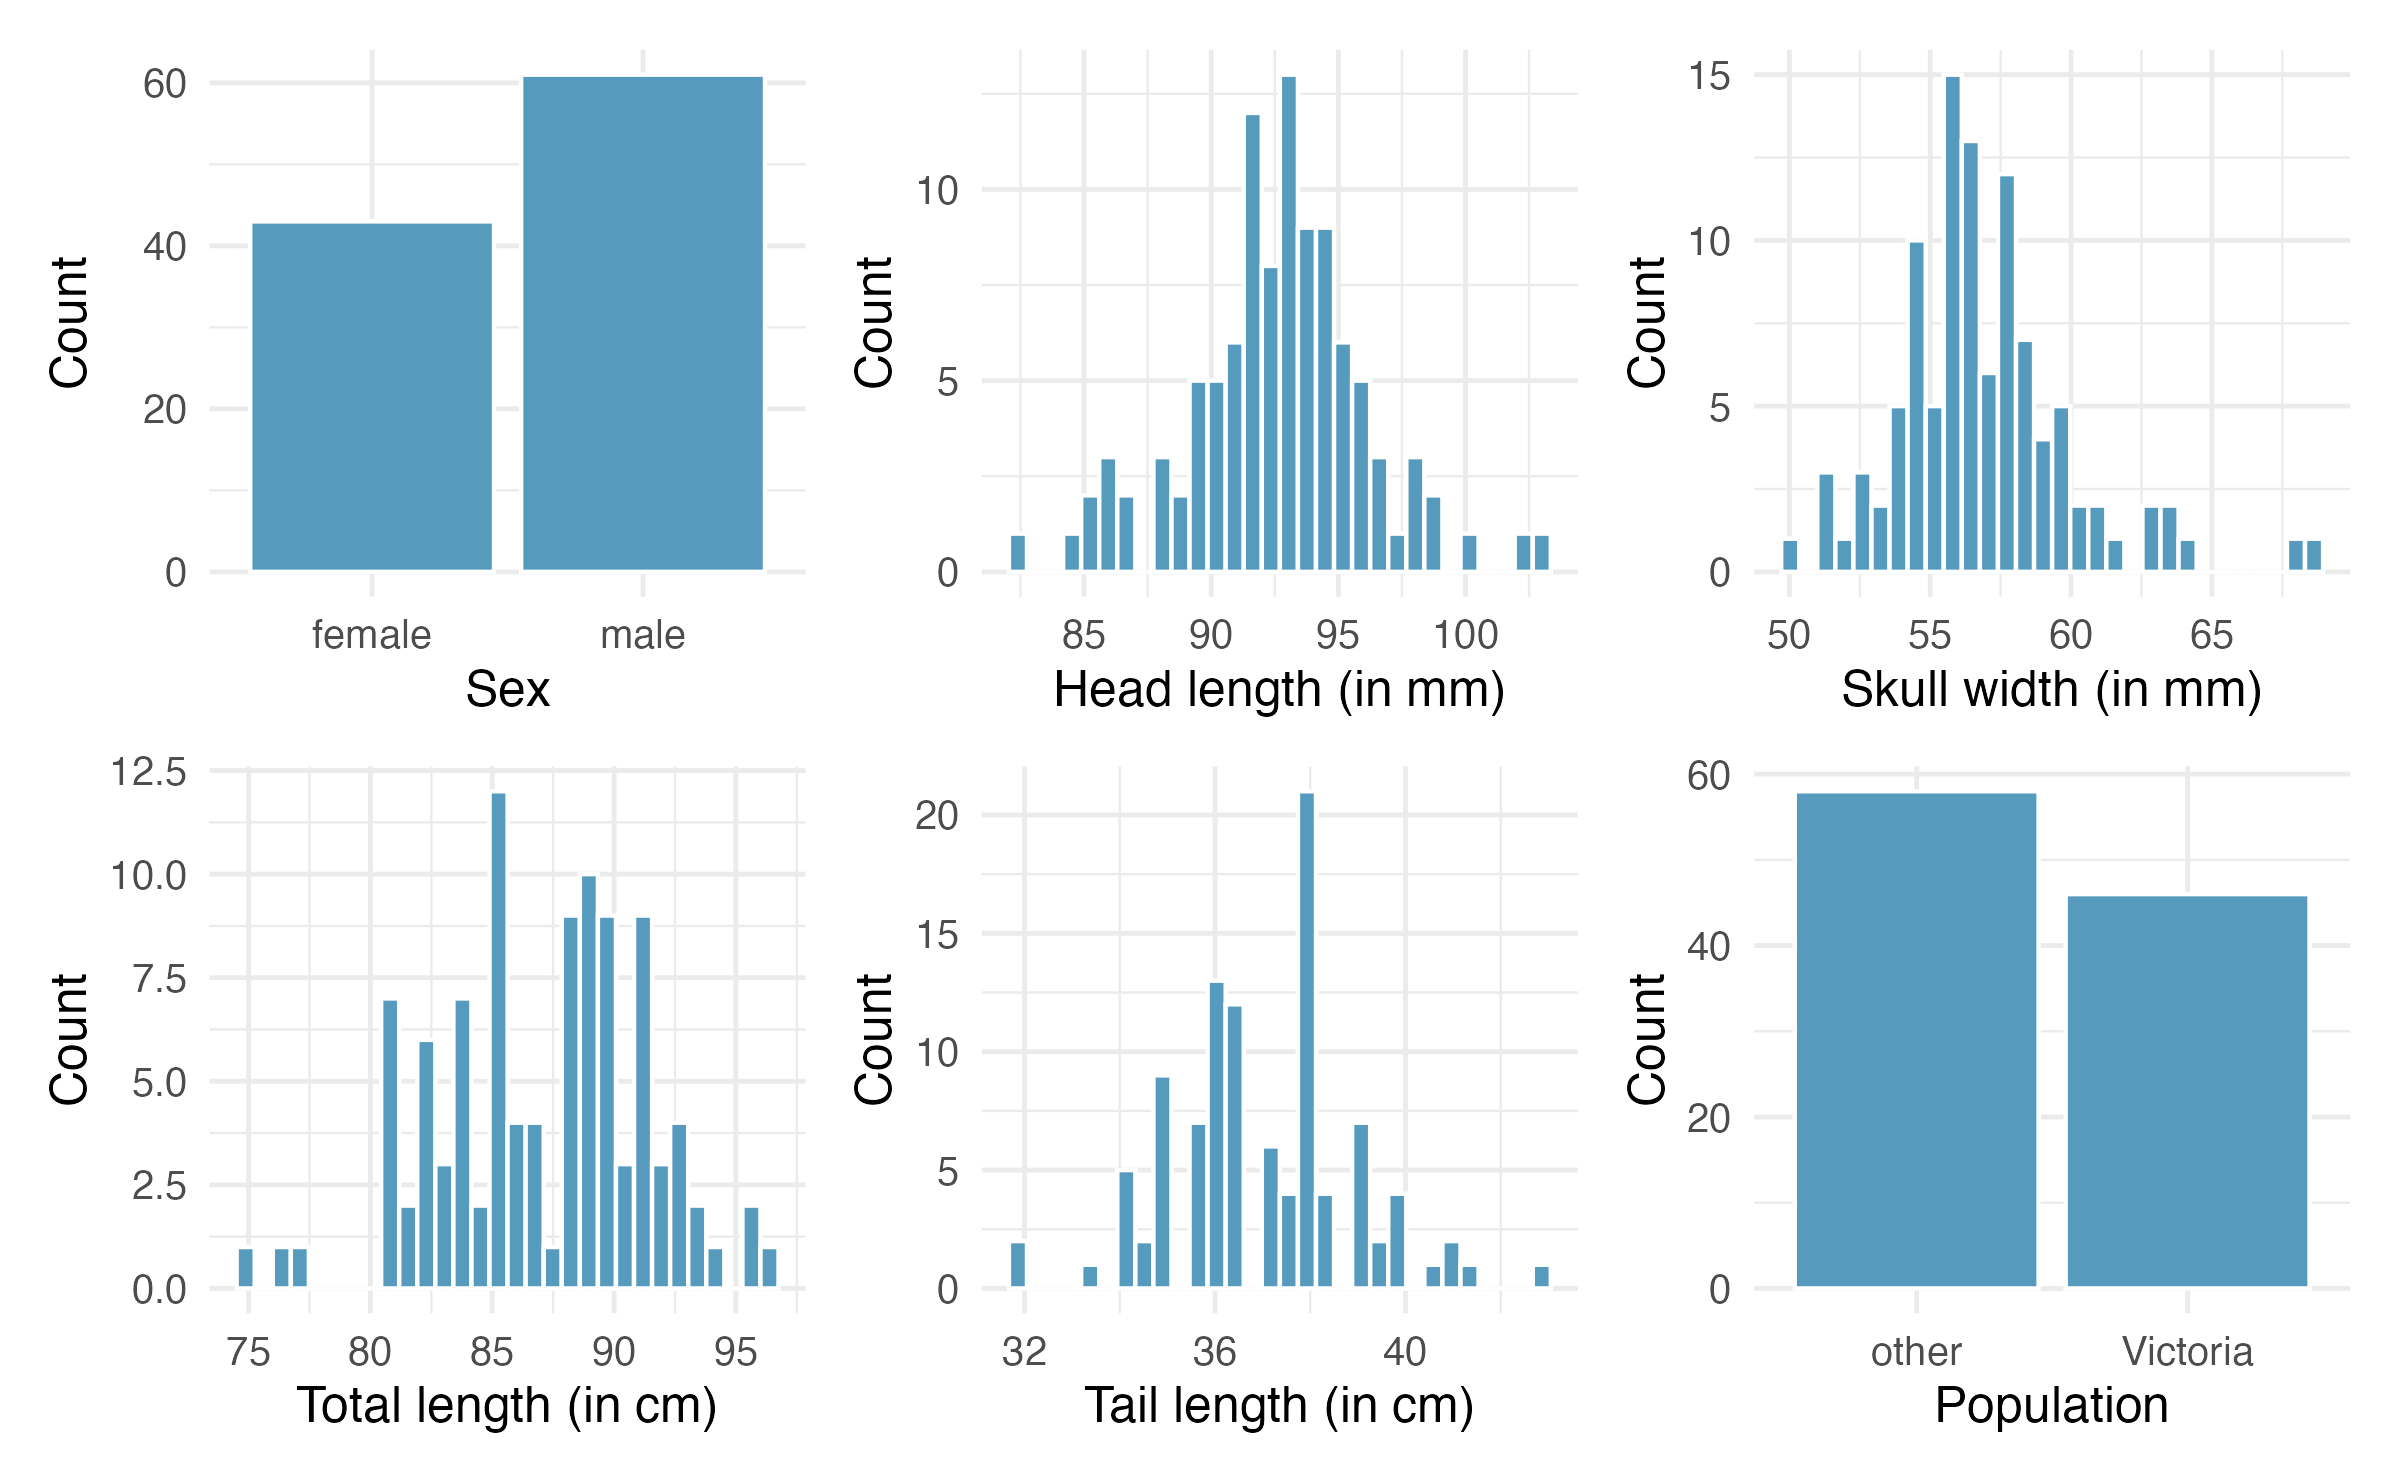 Count
60
40
20
0
female male
Sex
Count
10
5
0
85 90 95 100
Head length (in mm)
Count
15
10
5
0
50 55 60 65
Skull width (in mm)
Count
12.5
10.0
7.5
5.0
2.5
0.0
75 80 85 90 95
Total length (in cm)
Count
20
15
10
5
0
32 36 40
Tail length (in cm)
Count
60
40
20
0
other Victoria
Population